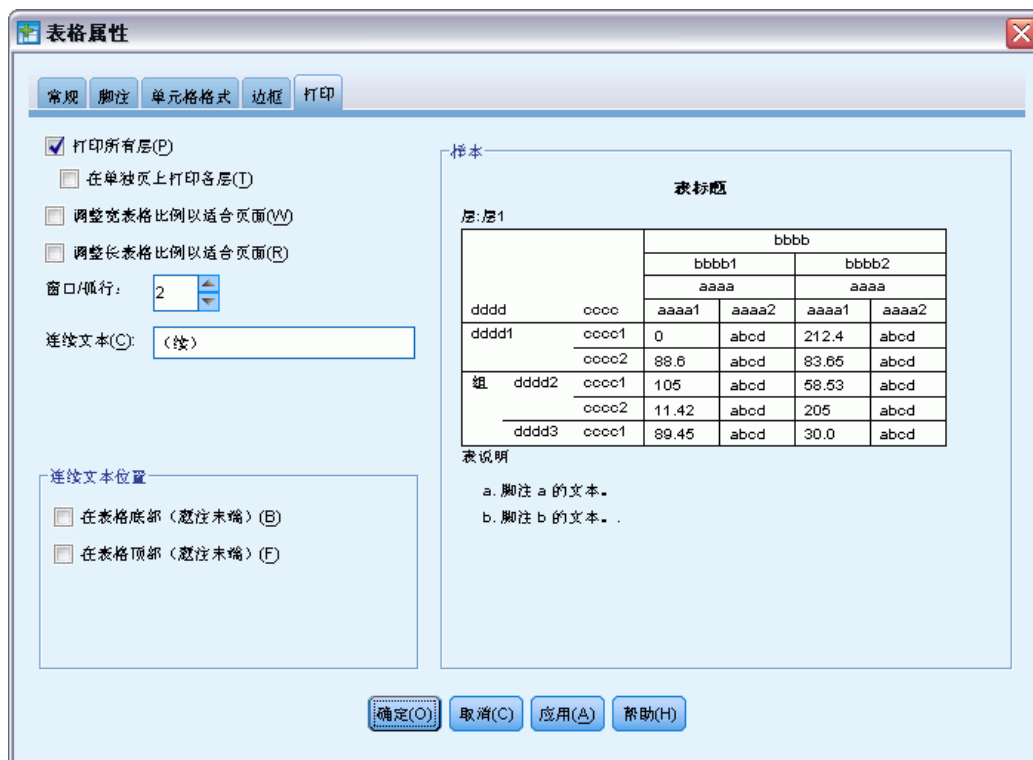 表格属性
常规 脚注 单元格格式 边框 打印
打印所有层(P)
在单独页上打印各层(T)
调整宽表格比例以适合页面(W)
调整长表格比例以适合页面(R)
窗口/孤行：
2
连续文本(C):
（续）
连续文本位置
在表格底部（题注末端）(B)
在表格顶部（题注末端）(F)
样本
表标题
层:层1
bbbb
bbbb1 bbbb2
aaaa aaaa
dddd cccc aaaa1 aaaa2 aaaa1 aaaa2
dddd1 cccc1 0 abcd 212.4 abcd
cccc2 88.6 abcd 83.65 abcd
组 dddd2 cccc1 105 abcd 58.53 abcd
cccc2 11.42 abcd 205 abcd
dddd3 cccc1 89.45 abcd 30.0 abcd
表说明
a. 脚注 a 的文本。
b. 脚注 b 的文本。.
确定(O) 取消(C) 应用(A) 帮助(H)